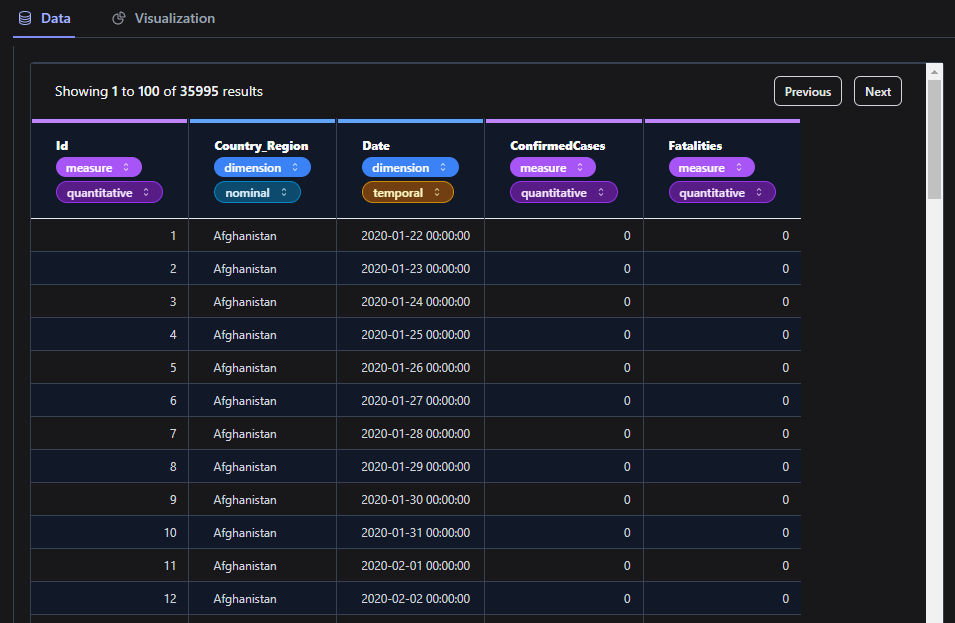 Data Visualization
Showing 1 to 100 of 35995 results Previous Next
Id Country_Region Date ConfirmedCases Fatalities
measure dimension dimension measure measure
quantitative nominal temporal quantitative quantitative
1 Afghanistan 2020-01-22 00:00:00 0 0
2 Afghanistan 2020-01-23 00:00:00 0 0
3 Afghanistan 2020-01-24 00:00:00 0 0
4 Afghanistan 2020-01-25 00:00:00 0 0
5 Afghanistan 2020-01-26 00:00:00 0 0
6 Afghanistan 2020-01-27 00:00:00 0 0
7 Afghanistan 2020-01-28 00:00:00 0 0
8 Afghanistan 2020-01-29 00:00:00 0 0
9 Afghanistan 2020-01-30 00:00:00 0 0
10 Afghanistan 2020-01-31 00:00:00 0 0
11 Afghanistan 2020-02-01 00:00:00 0 0
12 Afghanistan 2020-02-02 00:00:00 0 0